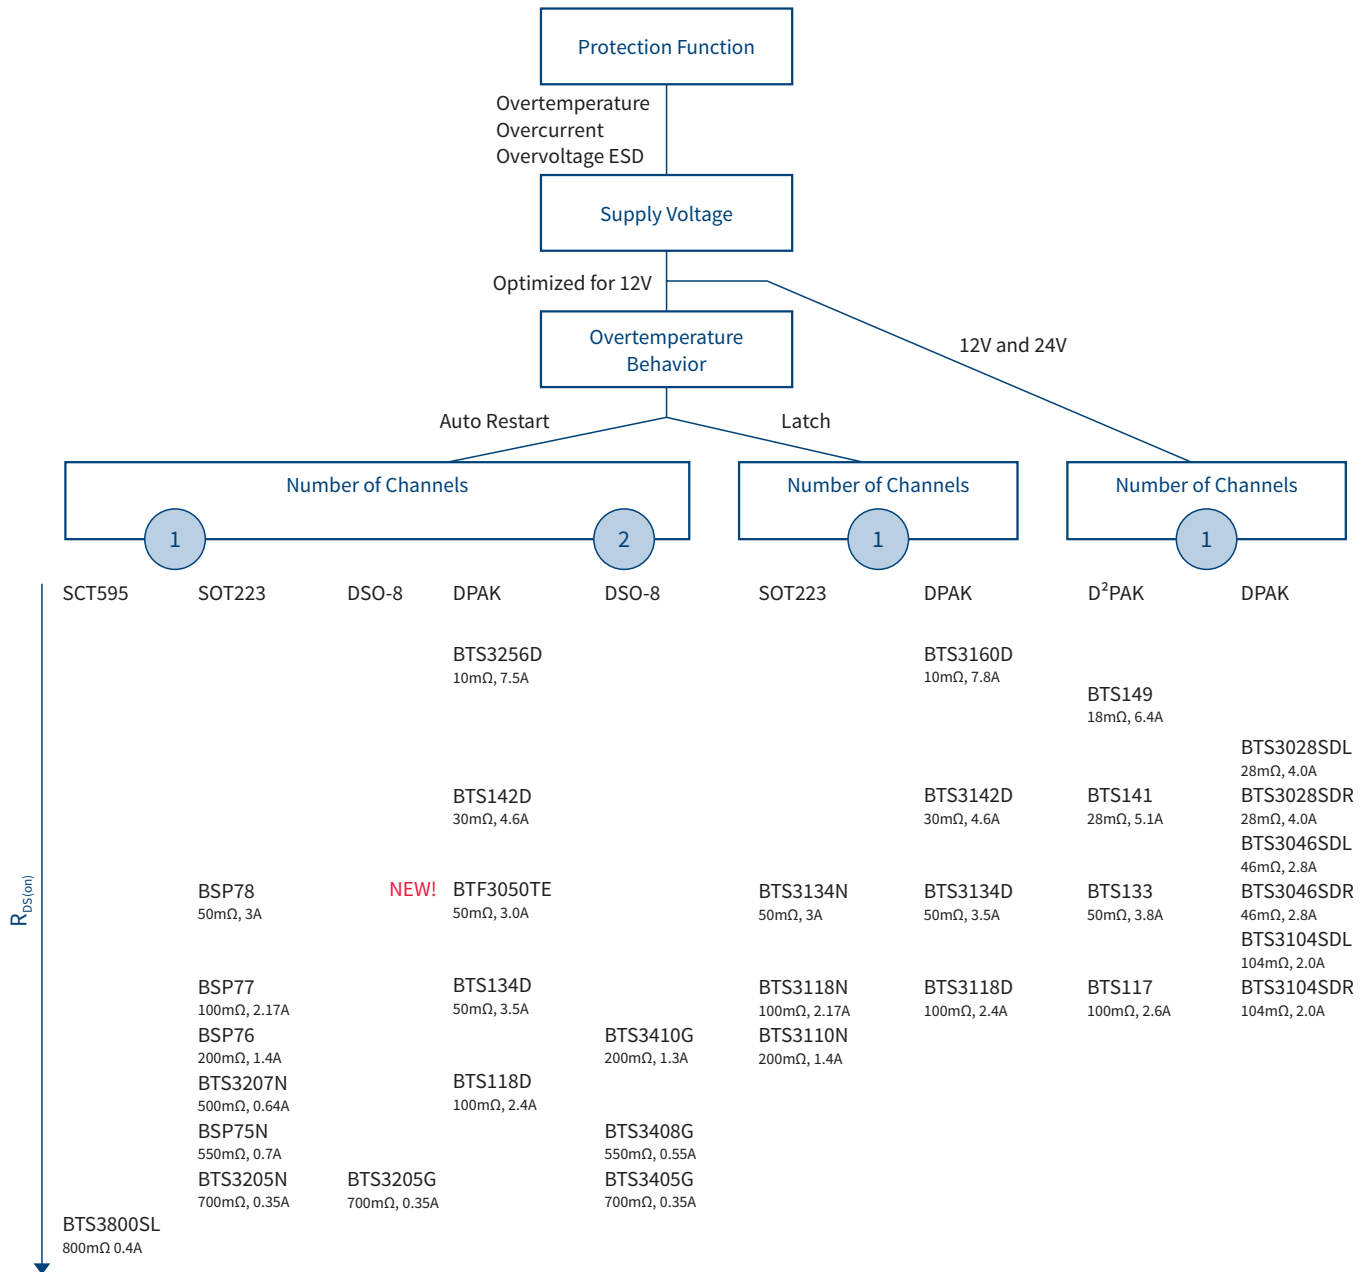 Protection Function
Overtemperature
Overcurrent
Overvoltage ESD
Supply Voltage
Optimized for 12V
Overtemperature
Behavior
12V and 24V
Auto Restart
Latch
Number of Channels
Number of Channels
Number of Channels
1
2
1
1
SCT595
SOT223
DSO-8
DPAK
DSO-8
SOT223
DPAK
D²PAK
DPAK
R_DS(on)
BTS3256D
10mΩ, 7.5A
BTS3160D
10mΩ, 7.8A
BTS149
18mΩ, 6.4A
BTS3028SDL
28mΩ, 4.0A
BTS142D
30mΩ, 4.6A
BTS3142D
30mΩ, 4.6A
BTS141
28mΩ, 5.1A
BTS3028SDR
28mΩ, 4.0A
BTS3046SDL
46mΩ, 2.8A
BSP78
50mΩ, 3A
NEW!
BTF3050TE
50mΩ, 3.0A
BTS3134N
50mΩ, 3A
BTS3134D
50mΩ, 3.5A
BTS133
50mΩ, 3.8A
BTS3046SDR
46mΩ, 2.8A
BTS3104SDL
104mΩ, 2.0A
BSP77
100mΩ, 2.17A
BTS134D
50mΩ, 3.5A
BTS3118N
100mΩ, 2.17A
BTS3118D
100mΩ, 2.4A
BTS117
100mΩ, 2.6A
BTS3104SDR
104mΩ, 2.0A
BSP76
200mΩ, 1.4A
BTS3410G
200mΩ, 1.3A
BTS3110N
200mΩ, 1.4A
BTS3207N
500mΩ, 0.64A
BTS118D
100mΩ, 2.4A
BSP75N
550mΩ, 0.7A
BTS3408G
550mΩ, 0.55A
BTS3205N
700mΩ, 0.35A
BTS3205G
700mΩ, 0.35A
BTS3405G
700mΩ, 0.35A
BTS3800SL
800mΩ 0.4A